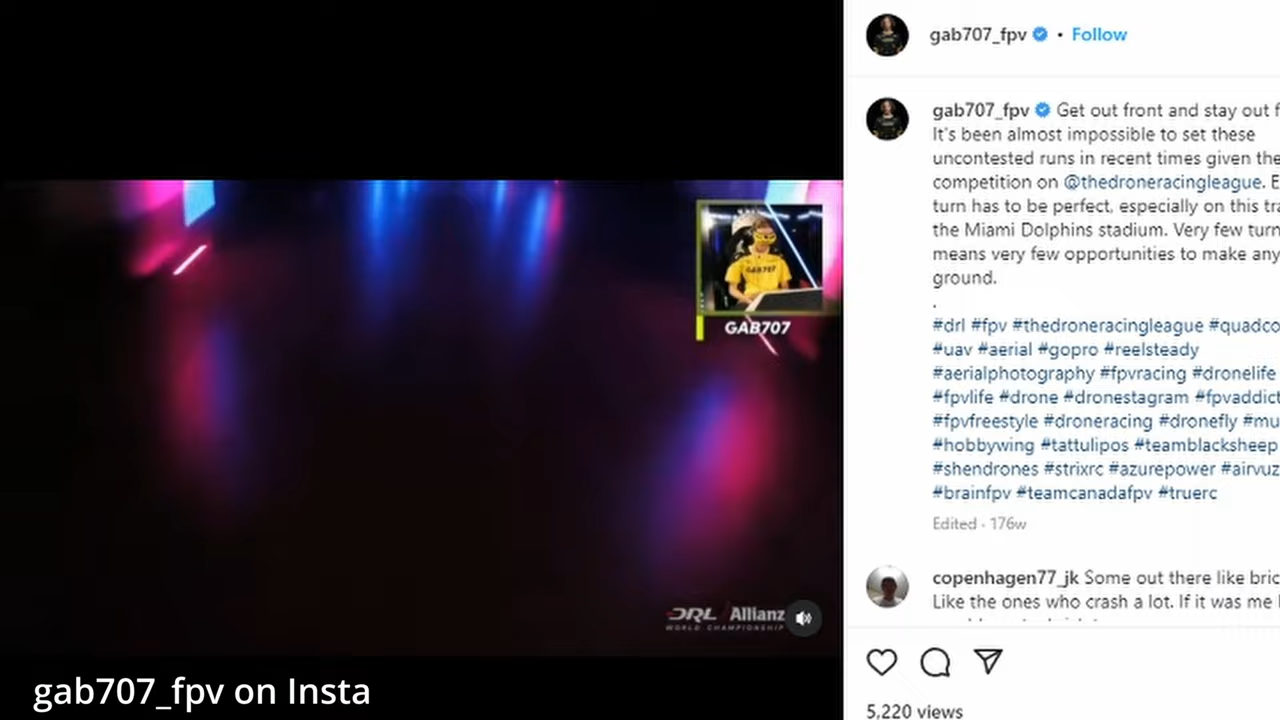 gab707_fpv • Follow
gab707_fpv Get out front and stay out f
It's been almost impossible to set these
uncontested runs in recent times given the
competition on @thedroneracingleague. E
turn has to be perfect, especially on this tra
the Miami Dolphins stadium. Very few turn
means very few opportunities to make any
ground.
.
#drl #fpv #thedroneracingleague #quadco
#uav #aerial #gopro #reelsteady
#aerialphotography #fpvracing #dronelife
#fpvlife #drone #dronestagram #fpvaddict
#fpvfreestyle #droneracing #dronefly #mu
#hobbywing #tattulipos #teamblacksheep
#shendrones #strixrc #azurepower #airvuz
#brainfpv #teamcanadafpv #truerc
Edited · 176w
copenhagen77_jk Some out there like bric
Like the ones who crash a lot. If it was me
5,220 views
GAB707
GAB707
DRL / Allianz
WORLD CHAMPIONSHIP
gab707_fpv on Insta